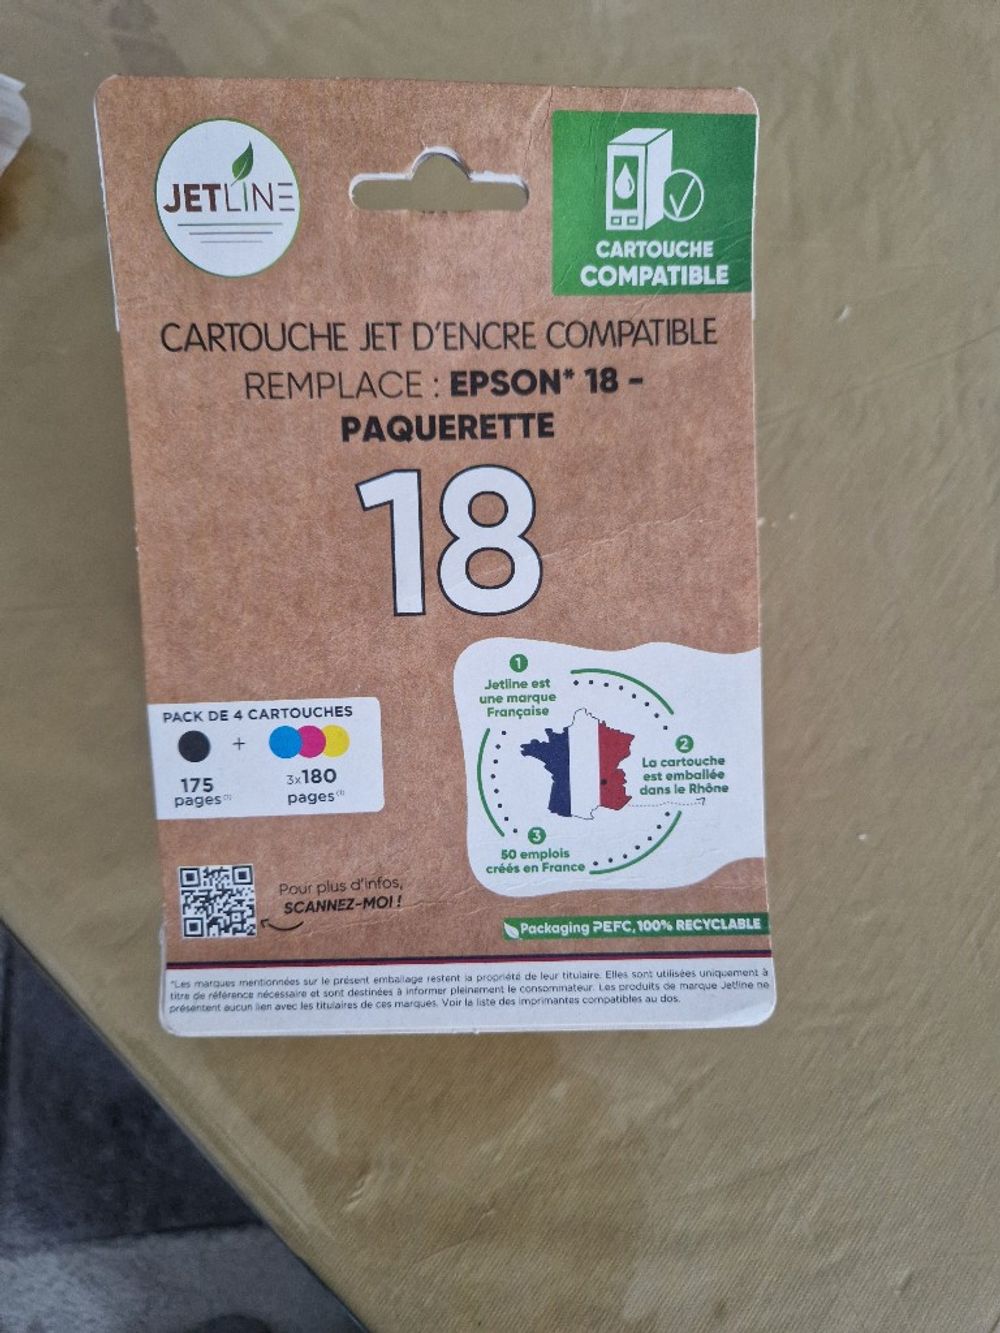 JETLINE
CARTOUCHE
COMPATIBLE
CARTOUCHE JET D'ENCRE COMPATIBLE
REMPLACE : EPSON* 18 -
PAQUERETTE
18
PACK DE 4 CARTOUCHES
+
175
pages(1)
3x180
pages(1)
1
Jetline est
une marque
Française
2
La cartouche
est emballée
dans le Rhône
3
50 emplois
créés en France
Pour plus d'infos,
SCANNEZ-MOI !
Packaging PEFC, 100% RECYCLABLE
*Les marques mentionnées sur le présent emballage restent la propriété de leur titulaire. Elles sont utilisées uniquement à
titre de référence nécessaire et sont destinées à informer pleinement le consommateur. Les produits de marque Jetline ne
présentent aucun lien avec les titulaires de ces marques. Voir la liste des imprimantes compatibles au dos.